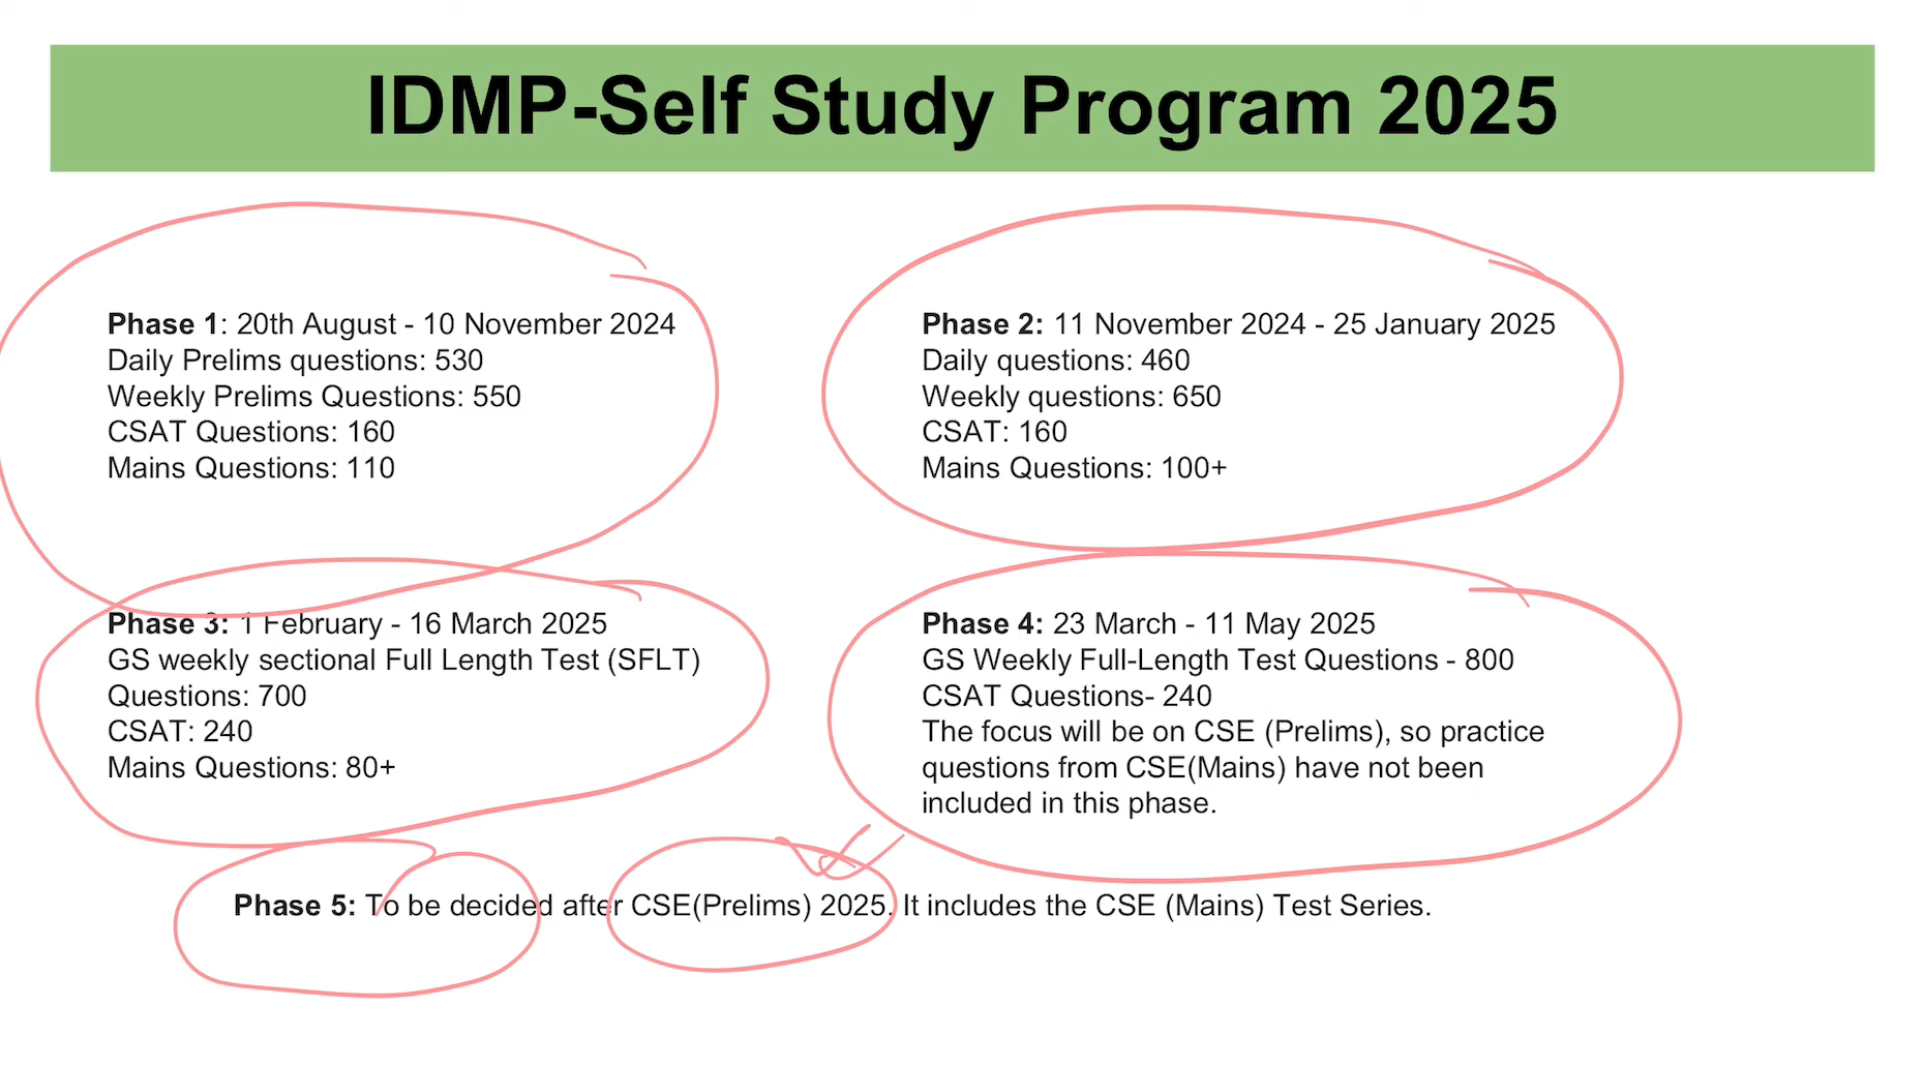 IDMP-Self Study Program 2025
Phase 1: 20th August - 10 November 2024
Daily Prelims questions: 530
Weekly Prelims Questions: 550
CSAT Questions: 160
Mains Questions: 110
Phase 2: 11 November 2024 - 25 January 2025
Daily questions: 460
Weekly questions: 650
CSAT: 160
Mains Questions: 100+
Phase 3: 1 February - 16 March 2025
GS weekly sectional Full Length Test (SFLT)
Questions: 700
CSAT: 240
Mains Questions: 80+
Phase 4: 23 March - 11 May 2025
GS Weekly Full-Length Test Questions - 800
CSAT Questions- 240
The focus will be on CSE (Prelims), so practice
questions from CSE(Mains) have not been
included in this phase.
Phase 5: To be decided after CSE(Prelims) 2025. It includes the CSE (Mains) Test Series.